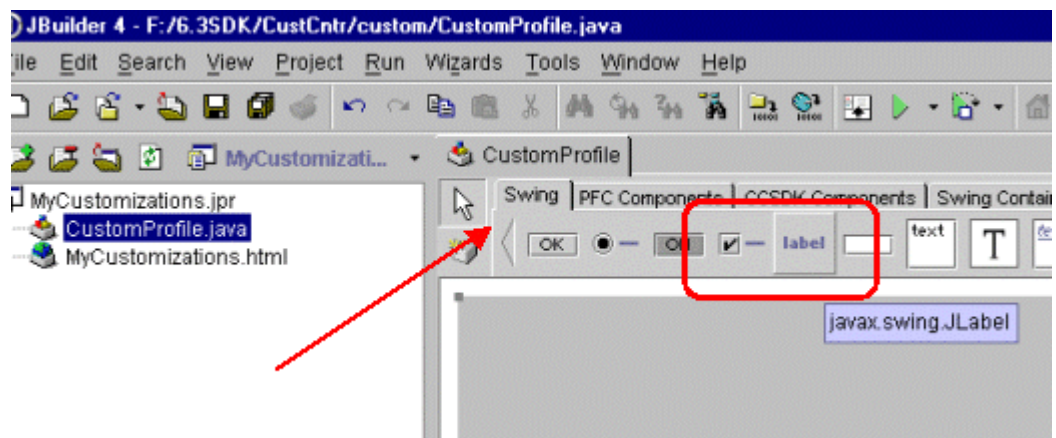 JBuilder 4 - F:/6.3SDK/CustCntr/custom/CustomProfile.java
ile Edit Search View Project Run Wizards Tools Window Help
MyCustomizati...
CustomProfile
MyCustomizations.jpr
CustomProfile.java
MyCustomizations.html
Swing PFC Components CCSDK Components Swing Contai
OK ON label text T
javax.swing.JLabel